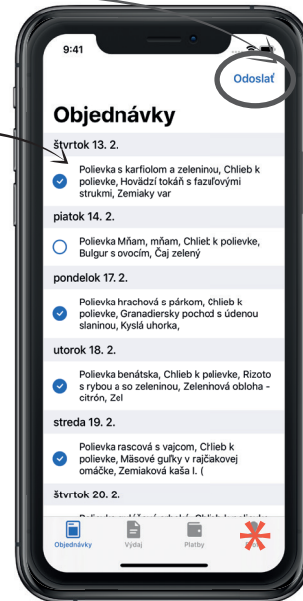 9:41
Odoslať
Objednávky
štvrtok 13. 2.
Polievka s karfiolom a zeleninou, Chlieb k
polievke, Hovädzí tokáň s fazľovými
strukmi, Zemiaky var
piatok 14. 2.
Polievka Mňam, mňam, Chlieb k polievke,
Bulgur s ovocím, Čaj zelený
pondelok 17. 2.
Polievka hrachová s párkom, Chlieb k
polievke, Granadiersky pochod s údenou
slaninou, Kyslá uhorka,
utorok 18. 2.
Polievka benátska, Chlieb k polievke, Rizoto
s rybou a so zeleninou, Zeleninová obloha -
citrón, Zel
streda 19. 2.
Polievka rascová s vajcom, Chlieb k
polievke, Mäsové guľky v rajčiakovej
omáčke, Zemiaková kaša I. (
štvrtok 20. 2.
Objednávky Výdaj Platby